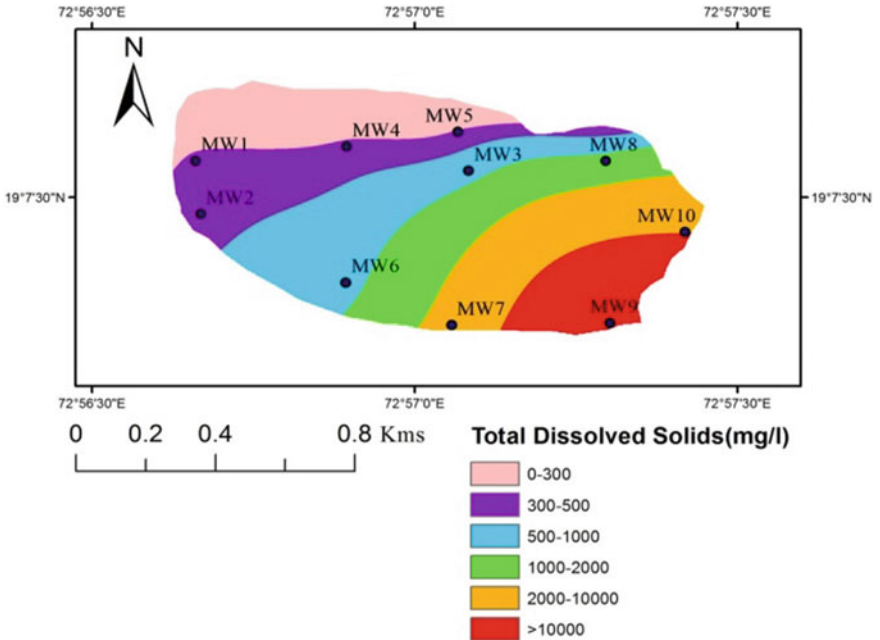 72°56'30"E 72°57'0"E 72°57'30"E
N
MW5
MW4
MW1
MW8
MW3
19°7'30"N 19°7'30"N
MW2
MW10
MW6
MW7
MW9
72°56'30"E 72°57'0"E 72°57'30"E
0 0.2 0.4 0.8 Kms
Total Dissolved Solids(mg/l)
0-300
300-500
500-1000
1000-2000
2000-10000
>10000